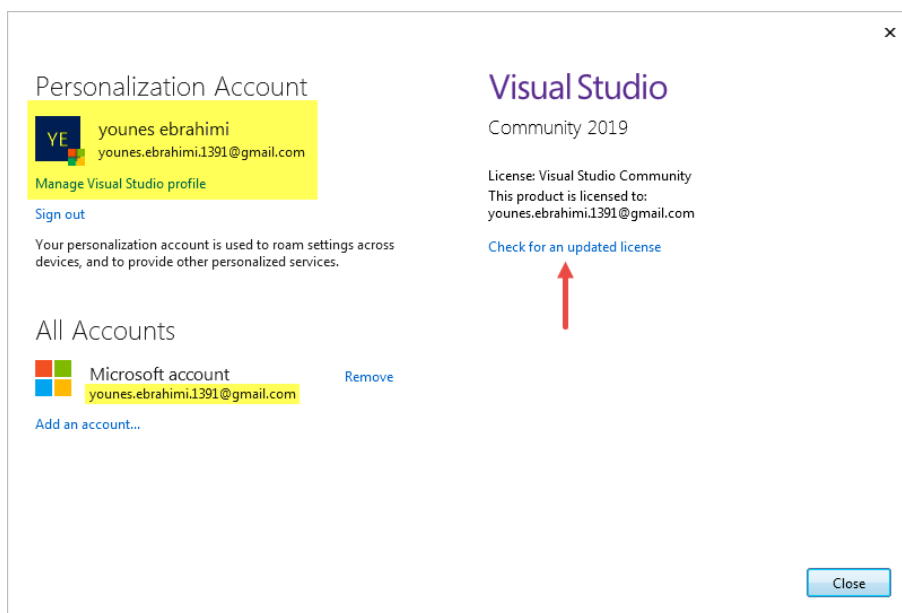 Personalization Account
YE
younes ebrahimi
younes.ebrahimi.1391@gmail.com
Manage Visual Studio profile
Sign out
Your personalization account is used to roam settings across
devices, and to provide other personalized services.
All Accounts
Microsoft account
younes.ebrahimi.1391@gmail.com
Remove
Add an account...
Visual Studio
Community 2019
License: Visual Studio Community
This product is licensed to:
younes.ebrahimi.1391@gmail.com
Check for an updated license
Close